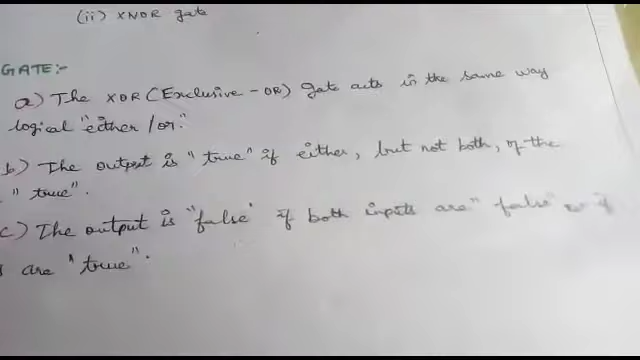 (ii) XNOR gate
GATE:-
a) The XOR (Exclusive - OR) gate acts in the same way
logical "either / or."
b) The output is "true" if either, but not both, of the
"true".
c) The output is "false" if both inputs are "false" or if
are "true".